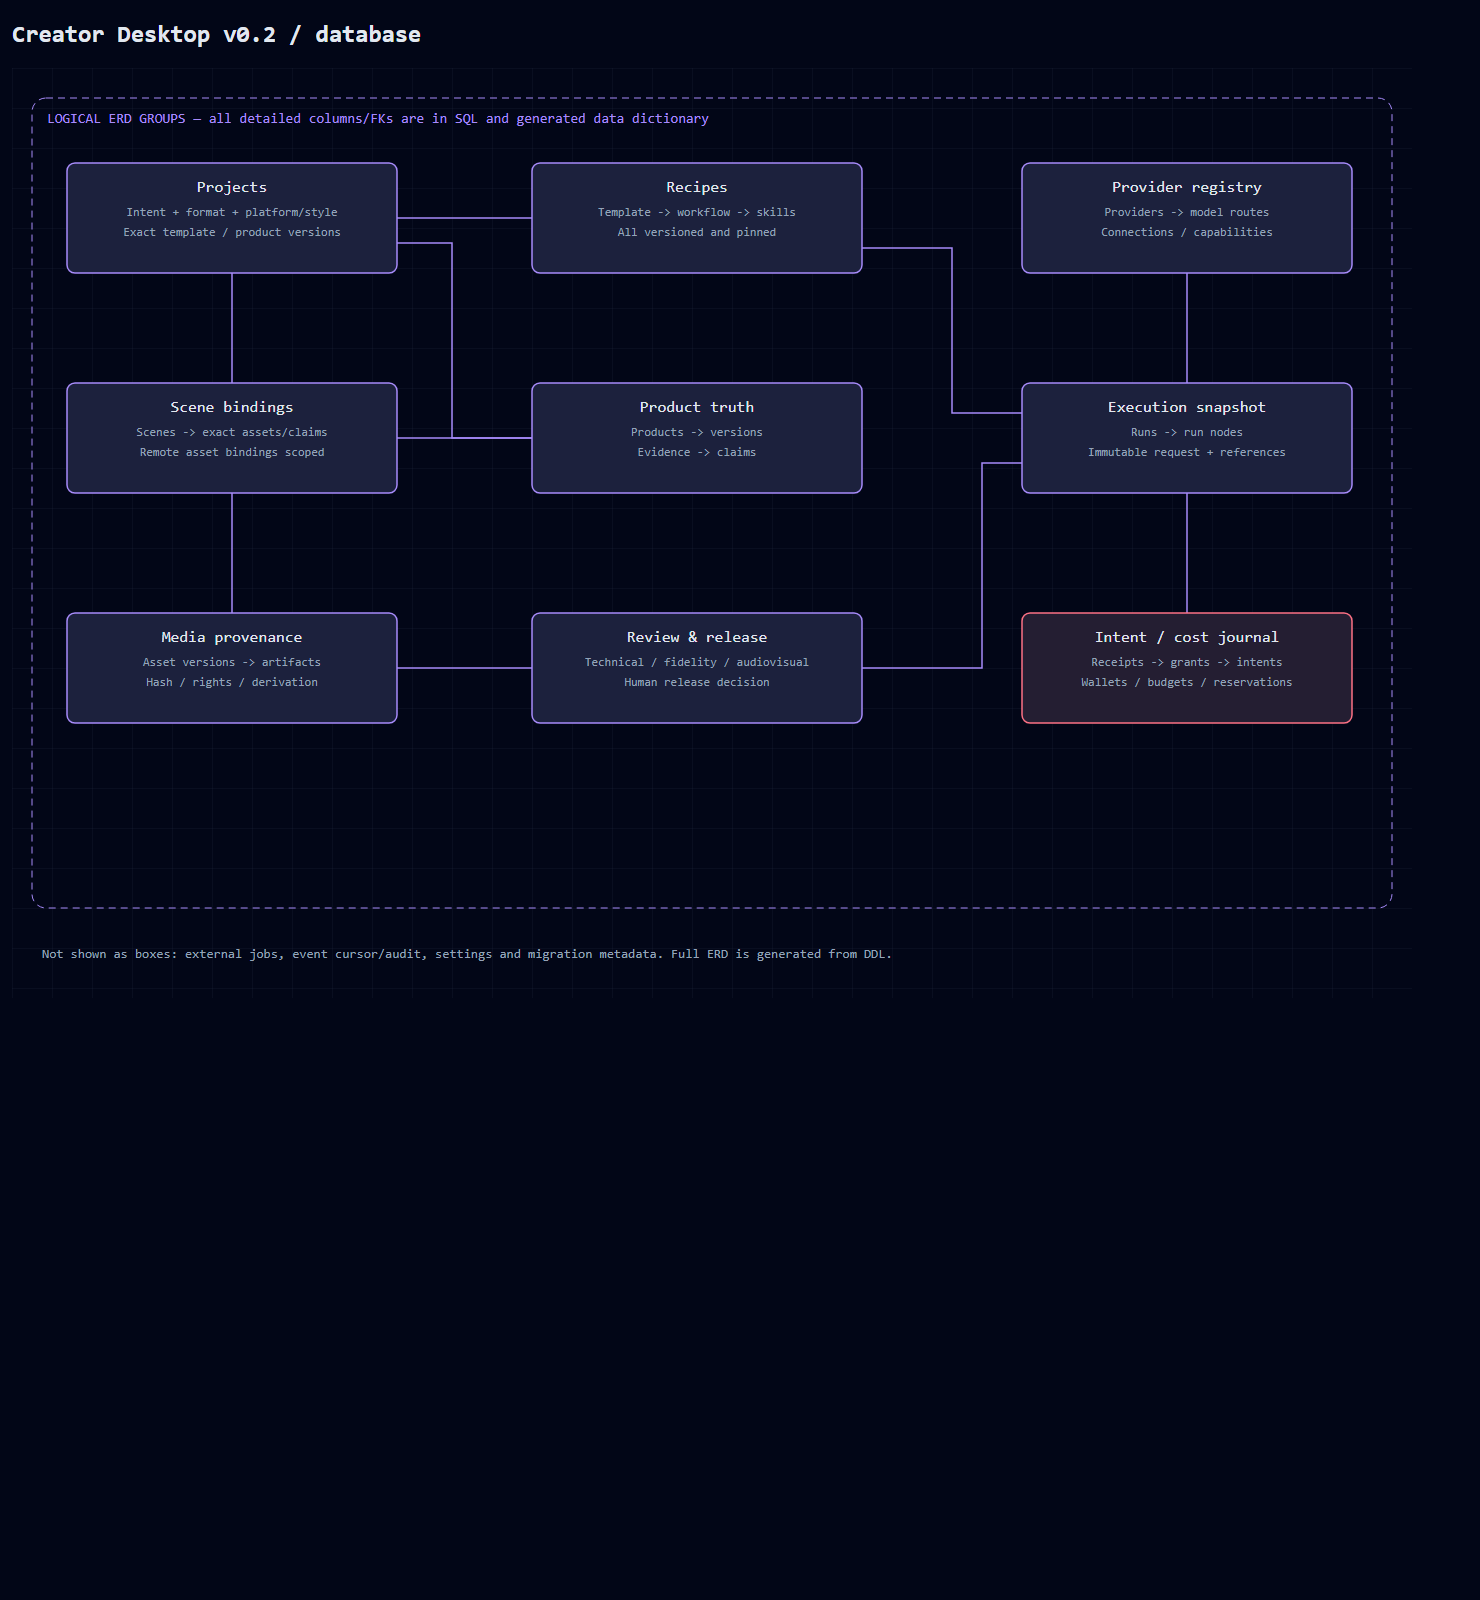 Creator Desktop v0.2 / database
LOGICAL ERD GROUPS — all detailed columns/FKs are in SQL and generated data dictionary
Projects
Intent + format + platform/style
Exact template / product versions
Recipes
Template -> workflow -> skills
All versioned and pinned
Provider registry
Providers -> model routes
Connections / capabilities
Scene bindings
Scenes -> exact assets/claims
Remote asset bindings scoped
Product truth
Products -> versions
Evidence -> claims
Execution snapshot
Runs -> run nodes
Immutable request + references
Media provenance
Asset versions -> artifacts
Hash / rights / derivation
Review & release
Technical / fidelity / audiovisual
Human release decision
Intent / cost journal
Receipts -> grants -> intents
Wallets / budgets / reservations
Not shown as boxes: external jobs, event cursor/audit, settings and migration metadata. Full ERD is generated from DDL.